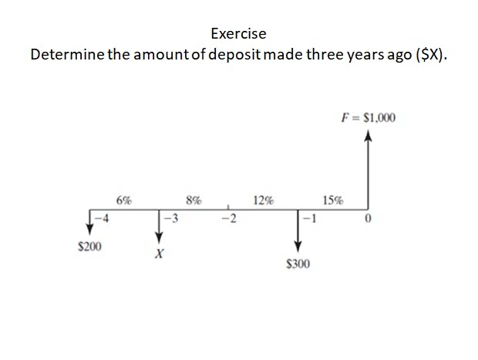 Exercise
Determine the amount of deposit made three years ago ($X).
F = $1,000
6% 8% 12% 15%
−4 −3 −2 −1 0
$200 X $300